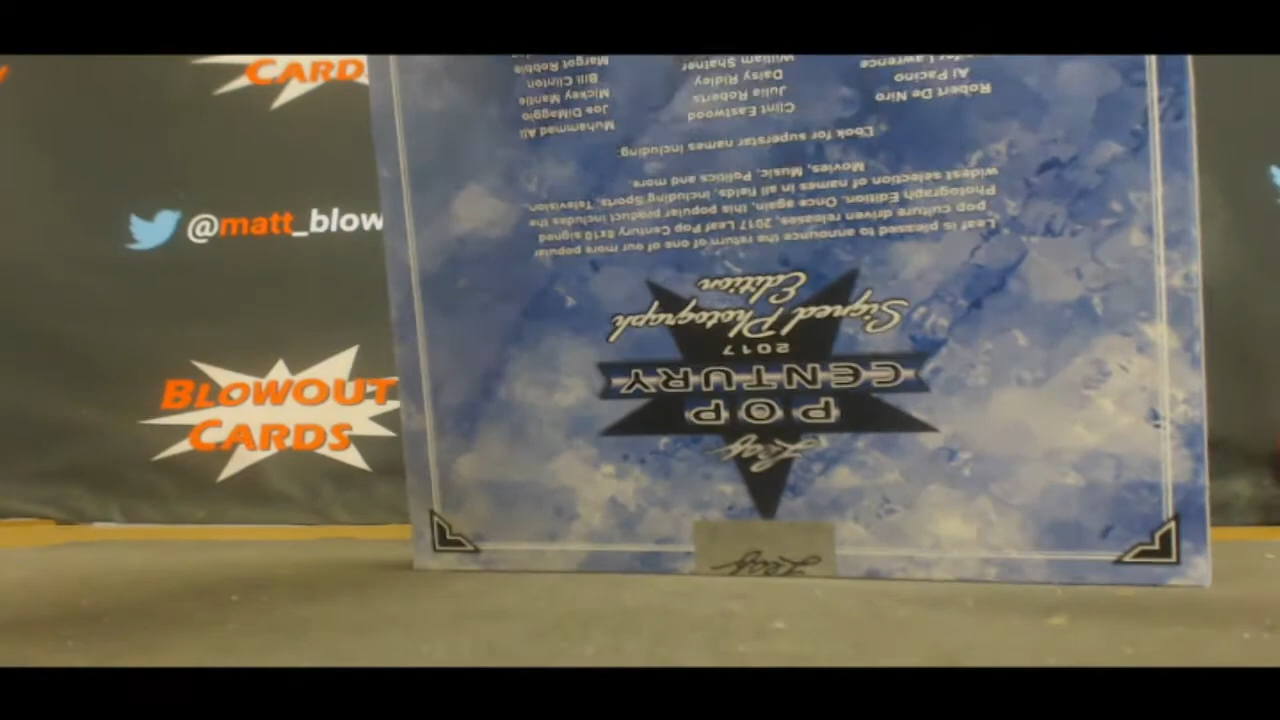 CARD
@matt_blow
BLOWOUT
CARDS
Leaf
Leaf
POP
CENTURY
2017
Signed Photograph
Edition
Leaf is pleased to announce the return of one of our more popular
pop culture driven releases, 2017 Leaf Pop Century 8x10 signed
Photograph Edition. Once again, this popular product includes the
widest selection of names in all fields, including Sports, Television,
Movies, Music, Politics and more.
Look for superstar names including:
Robert De Niro Clint Eastwood Muhammad Ali
Al Pacino Julia Roberts Joe DiMaggio
Lawrence Daisy Ridley Mickey Mantle
William Shatner Bill Clinton
Margot Robbie